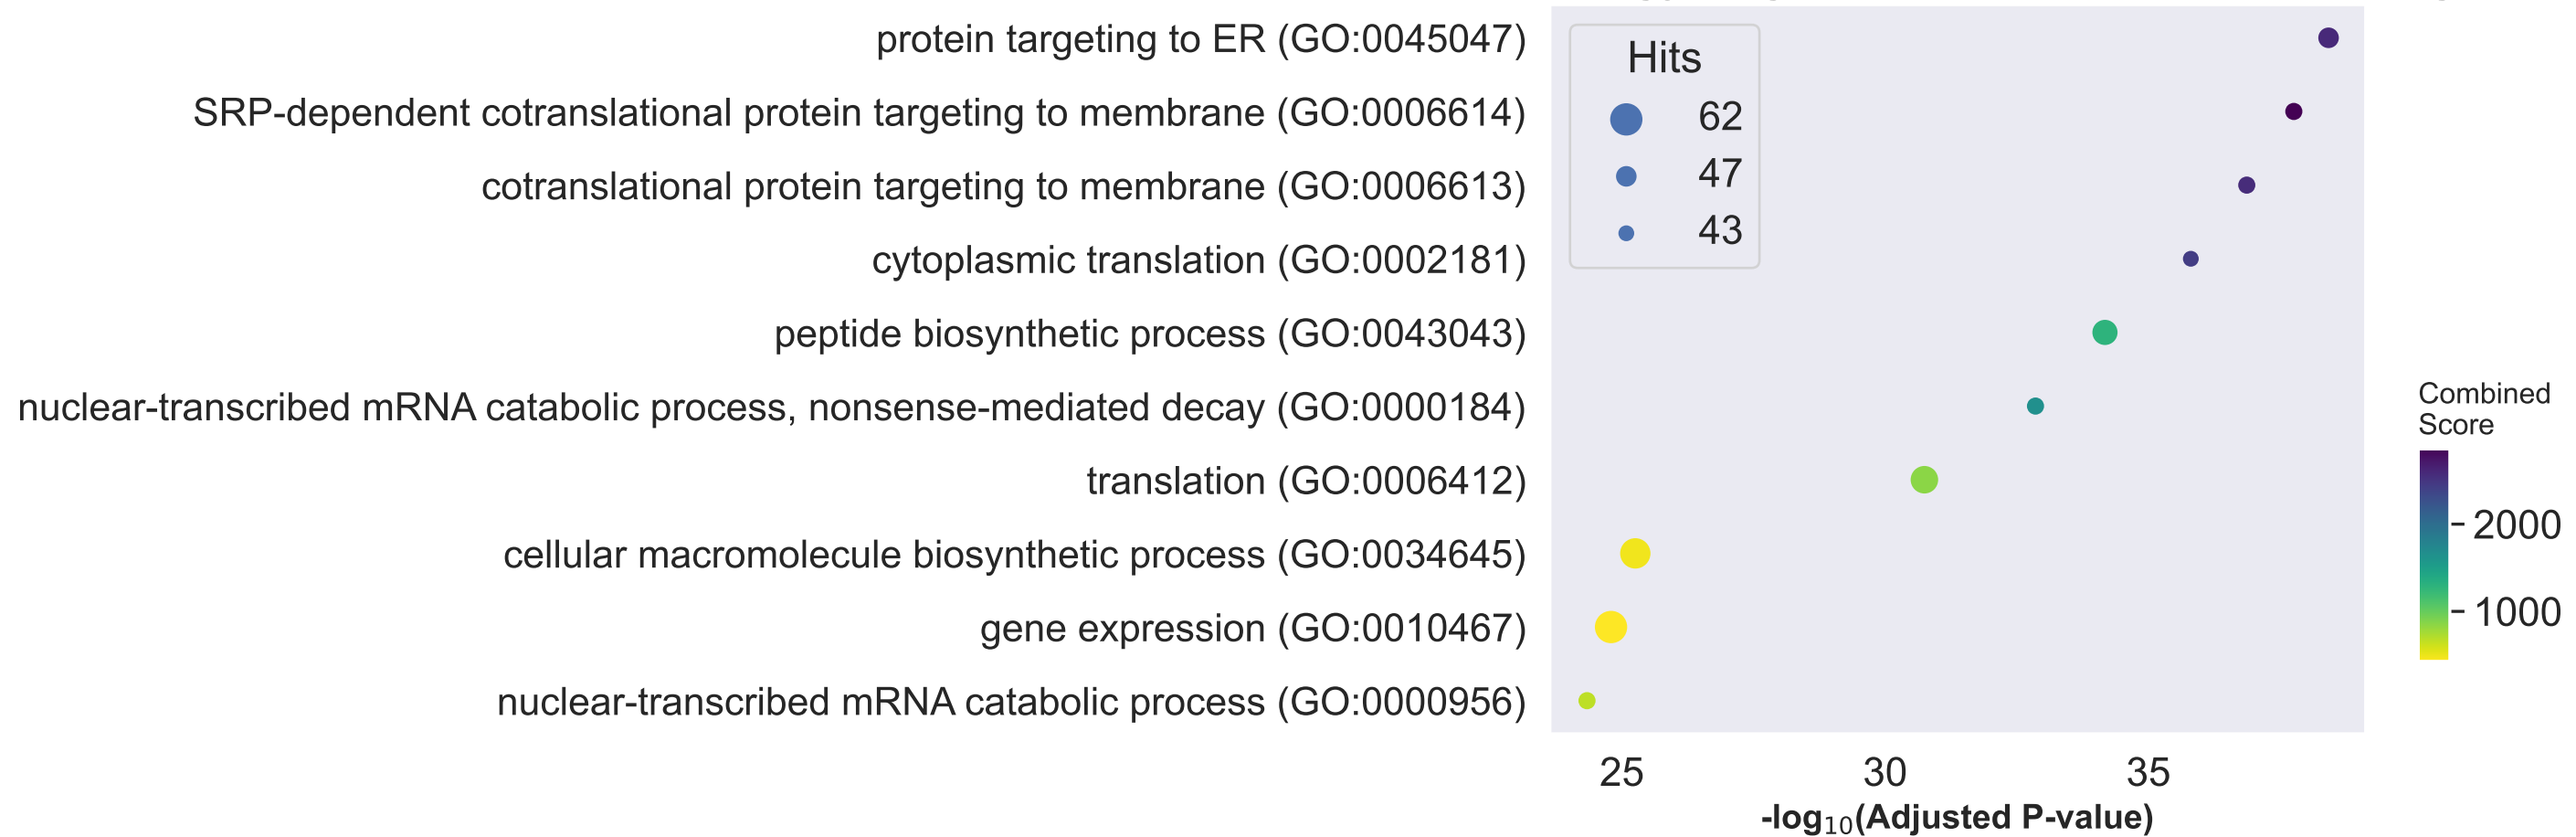 protein targeting to ER (GO:0045047)
SRP-dependent cotranslational protein targeting to membrane (GO:0006614)
cotranslational protein targeting to membrane (GO:0006613)
cytoplasmic translation (GO:0002181)
peptide biosynthetic process (GO:0043043)
nuclear-transcribed mRNA catabolic process, nonsense-mediated decay (GO:0000184)
translation (GO:0006412)
cellular macromolecule biosynthetic process (GO:0034645)
gene expression (GO:0010467)
nuclear-transcribed mRNA catabolic process (GO:0000956)
Hits
62
47
43
25 30 35
-log10(Adjusted P-value)
Combined
Score
2000
1000